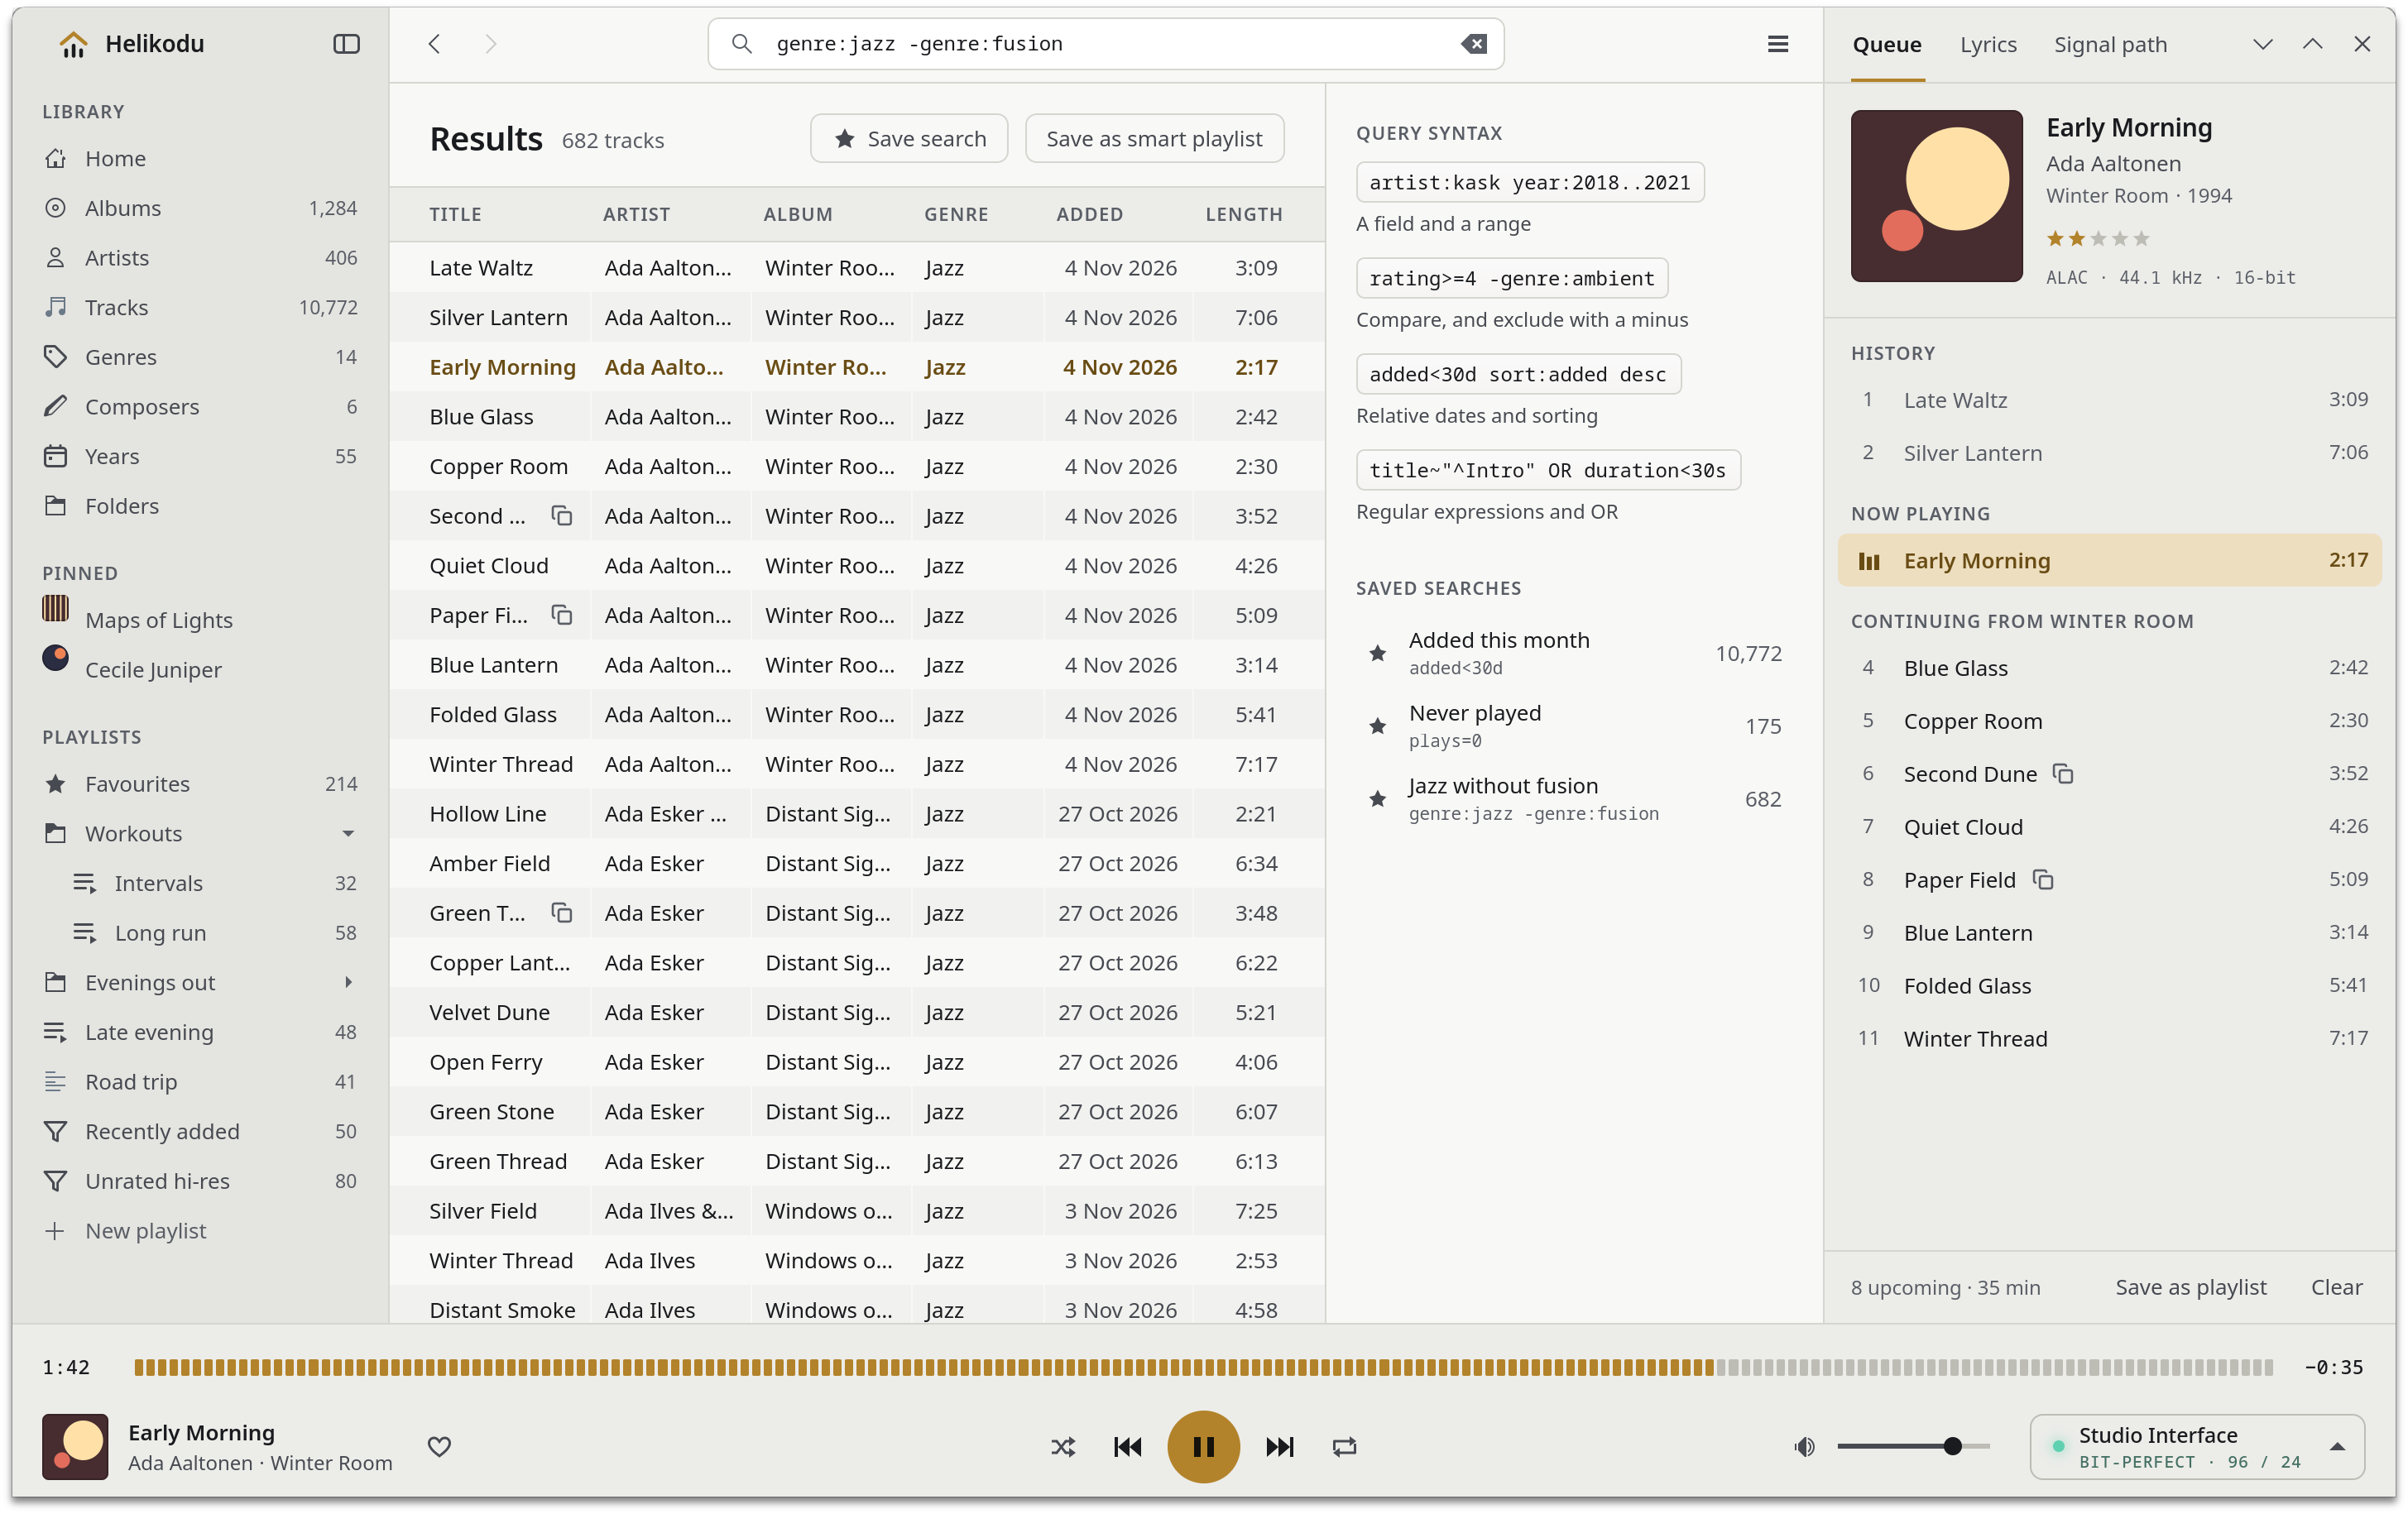 Helikodu
genre:jazz -genre:fusion
Queue Lyrics Signal path
LIBRARY
Home
Albums 1,284
Artists 406
Tracks 10,772
Genres 14
Composers 6
Years 55
Folders
PINNED
Maps of Lights
Cecile Juniper
PLAYLISTS
Favourites 214
Workouts
Intervals 32
Long run 58
Evenings out
Late evening 48
Road trip 41
Recently added 50
Unrated hi-res 80
New playlist
Results 682 tracks Save search Save as smart playlist
TITLE ARTIST ALBUM GENRE ADDED LENGTH
Late Waltz Ada Aalton... Winter Roo... Jazz 4 Nov 2026 3:09
Silver Lantern Ada Aalton... Winter Roo... Jazz 4 Nov 2026 7:06
Early Morning Ada Aalto... Winter Ro... Jazz 4 Nov 2026 2:17
Blue Glass Ada Aalton... Winter Roo... Jazz 4 Nov 2026 2:42
Copper Room Ada Aalton... Winter Roo... Jazz 4 Nov 2026 2:30
Second ... Ada Aalton... Winter Roo... Jazz 4 Nov 2026 3:52
Quiet Cloud Ada Aalton... Winter Roo... Jazz 4 Nov 2026 4:26
Paper Fi... Ada Aalton... Winter Roo... Jazz 4 Nov 2026 5:09
Blue Lantern Ada Aalton... Winter Roo... Jazz 4 Nov 2026 3:14
Folded Glass Ada Aalton... Winter Roo... Jazz 4 Nov 2026 5:41
Winter Thread Ada Aalton... Winter Roo... Jazz 4 Nov 2026 7:17
Hollow Line Ada Esker ... Distant Sig... Jazz 27 Oct 2026 2:21
Amber Field Ada Esker Distant Sig... Jazz 27 Oct 2026 6:34
Green T... Ada Esker Distant Sig... Jazz 27 Oct 2026 3:48
Copper Lant... Ada Esker Distant Sig... Jazz 27 Oct 2026 6:22
Velvet Dune Ada Esker Distant Sig... Jazz 27 Oct 2026 5:21
Open Ferry Ada Esker Distant Sig... Jazz 27 Oct 2026 4:06
Green Stone Ada Esker Distant Sig... Jazz 27 Oct 2026 6:07
Green Thread Ada Esker Distant Sig... Jazz 27 Oct 2026 6:13
Silver Field Ada Ilves &... Windows o... Jazz 3 Nov 2026 7:25
Winter Thread Ada Ilves Windows o... Jazz 3 Nov 2026 2:53
Distant Smoke Ada Ilves Windows o... Jazz 3 Nov 2026 4:58
QUERY SYNTAX
artist:kask year:2018..2021
A field and a range
rating>=4 -genre:ambient
Compare, and exclude with a minus
added<30d sort:added desc
Relative dates and sorting
title~"^Intro" OR duration<30s
Regular expressions and OR
SAVED SEARCHES
Added this month 10,772
added<30d
Never played 175
plays=0
Jazz without fusion 682
genre:jazz -genre:fusion
Early Morning
Ada Aaltonen
Winter Room · 1994
ALAC · 44.1 kHz · 16-bit
HISTORY
1 Late Waltz 3:09
2 Silver Lantern 7:06
NOW PLAYING
Early Morning 2:17
CONTINUING FROM WINTER ROOM
4 Blue Glass 2:42
5 Copper Room 2:30
6 Second Dune 3:52
7 Quiet Cloud 4:26
8 Paper Field 5:09
9 Blue Lantern 3:14
10 Folded Glass 5:41
11 Winter Thread 7:17
8 upcoming · 35 min Save as playlist Clear
1:42 −0:35
Early Morning
Ada Aaltonen · Winter Room
Studio Interface
BIT-PERFECT · 96 / 24